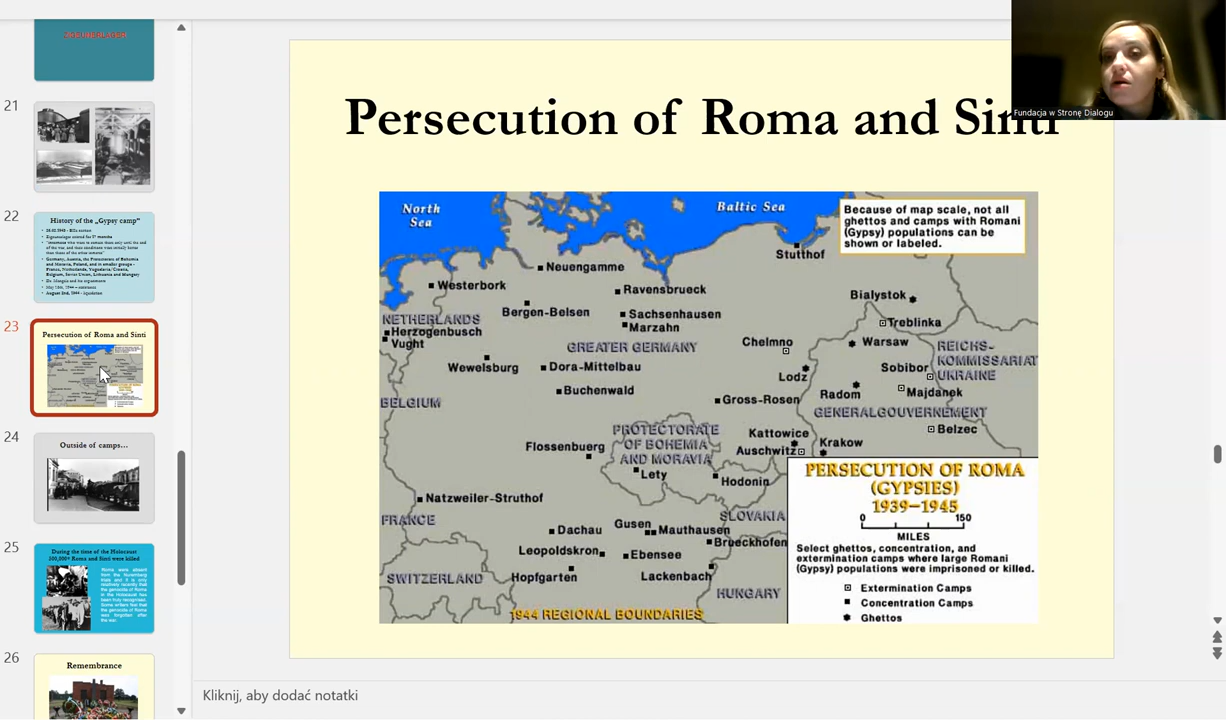 21
22
History of the „Gypsy camp"
23
Persecution of Roma and Sinti
24
Outside of camps...
25
During the time of the Holocaust
500,000+ Roma and Sinti were killed
26
Remembrance
Fundacja w Stronę Dialogu
Persecution of Roma and Sinti
North
Sea
Baltic Sea
Because of map scale, not all
ghettos and camps with Romani
(Gypsy) populations can be
shown or labeled.
Stutthof
Neuengamme
Westerbork
Ravensbrueck
Bialystok
Bergen-Belsen
Sachsenhausen
Marzahn
Treblinka
NETHERLANDS
Herzogenbusch
Vught
GREATER GERMANY
Chelmno
Warsaw
REICHS-
KOMMISSARIAT
UKRAINE
Wewelsburg
Dora-Mittelbau
Lodz
Sobibor
Buchenwald
Radom
Majdanek
BELGIUM
Gross-Rosen
GENERALGOUVERNEMENT
PROTECTORATE
OF BOHEMIA
AND MORAVIA
Kattowice
Belzec
Flossenburg
Auschwitz
Krakow
Lety
Hodonin
Natzweiler-Struthof
FRANCE
SLOVAKIA
Dachau
Gusen
Mauthausen
Brueckhofen
Leopoldskron
Ebensee
SWITZERLAND
Hopfgarten
Lackenbach
HUNGARY
1944 REGIONAL BOUNDARIES
PERSECUTION OF ROMA
(GYPSIES)
1939–1945
0 150
MILES
Select ghettos, concentration, and
extermination camps where large Romani
(Gypsy) populations were imprisoned or killed.
Extermination Camps
Concentration Camps
Ghettos
Kliknij, aby dodać notatki